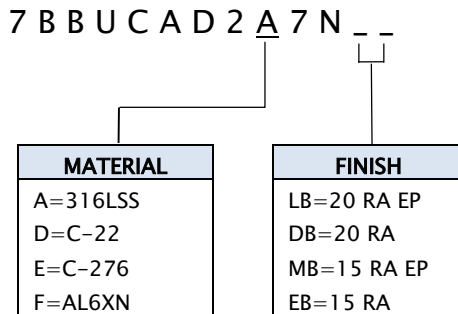 7 B B U C A D 2 A 7 N _ _
MATERIAL
A=316LSS
D=C-22
E=C-276
F=AL6XN
FINISH
LB=20 RA EP
DB=20 RA
MB=15 RA EP
EB=15 RA